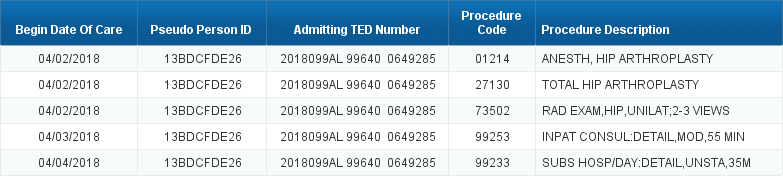 Begin Date Of Care Pseudo Person ID Admitting TED Number Procedure Code Procedure Description
04/02/2018 13BDCFDE26 2018099AL 99640 0649285 01214 ANESTH, HIP ARTHROPLASTY
04/02/2018 13BDCFDE26 2018099AL 99640 0649285 27130 TOTAL HIP ARTHROPLASTY
04/02/2018 13BDCFDE26 2018099AL 99640 0649285 73502 RAD EXAM,HIP,UNILAT;2-3 VIEWS
04/03/2018 13BDCFDE26 2018099AL 99640 0649285 99253 INPAT CONSUL:DETAIL,MOD,55 MIN
04/04/2018 13BDCFDE26 2018099AL 99640 0649285 99233 SUBS HOSP/DAY:DETAIL,UNSTA,35M